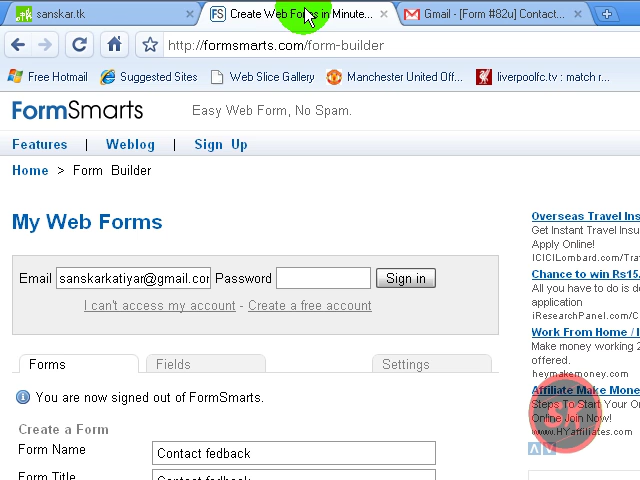 sanskar.tk
Create Web Forms in Minute...
Gmail - [Form #82u] Contact...
http://formsmarts.com/form-builder
Free Hotmail
Suggested Sites
Web Slice Gallery
Manchester United Off...
liverpoolfc.tv : match r...
FormSmarts
Easy Web Form, No Spam.
Features | Weblog | Sign Up
Home > Form Builder
My Web Forms
Email sanskarkatiyar@gmail.com Password Sign in
I can't access my account - Create a free account
Forms
Fields
Settings
You are now signed out of FormSmarts.
Create a Form
Form Name Contact fedback
Form Title Contact fedback
Overseas Travel Ins
Get Instant Travel Insu
Apply Online!
ICICILombard.com/Tra
Chance to win Rs15.
All you have to do is d
application
iResearchPanel.com/C
Work From Home / I
Make money working 2
offered.
heymakemoney.com
Affiliate Make Mone
Steps To Start Your O
Online Join Now!
www.HYaffiliates.com